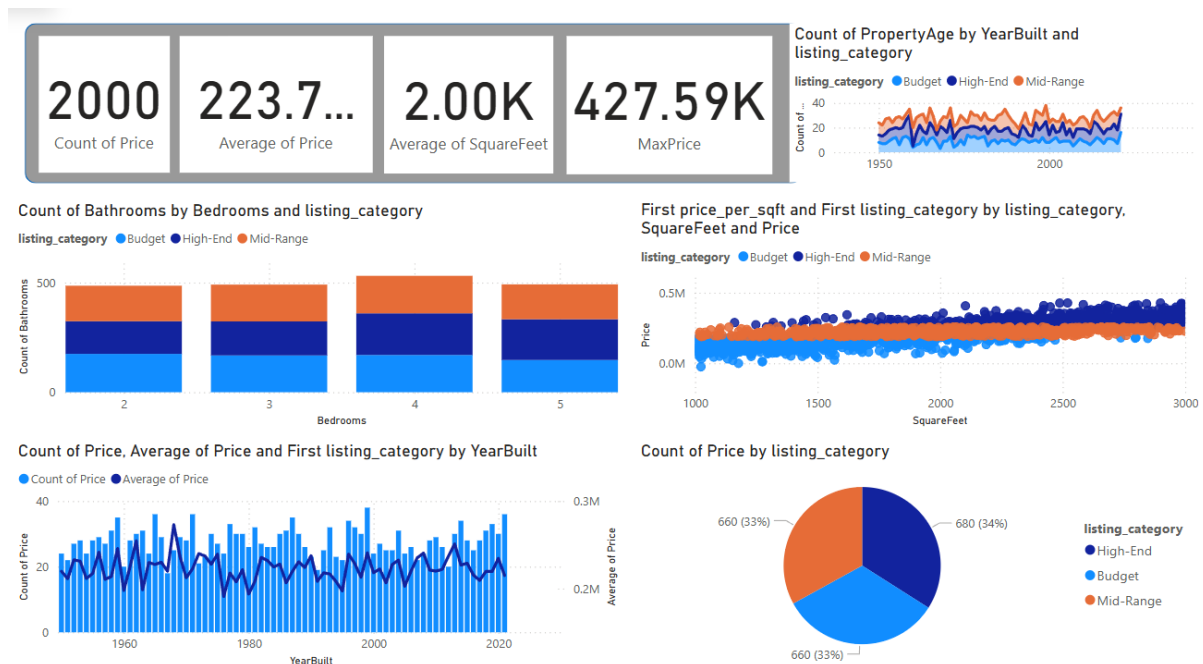 2000
Count of Price
223.7...
Average of Price
2.00K
Average of SquareFeet
427.59K
MaxPrice
Count of PropertyAge by YearBuilt and
listing_category
listing_category Budget High-End Mid-Range
Count of ...
40
20
0
1950 2000
Count of Bathrooms by Bedrooms and listing_category
listing_category Budget High-End Mid-Range
Count of Bathrooms
500
0
2 3 4 5
Bedrooms
First price_per_sqft and First listing_category by listing_category,
SquareFeet and Price
listing_category Budget High-End Mid-Range
Price
0.5M
0.0M
1000 1500 2000 2500 3000
SquareFeet
Count of Price, Average of Price and First listing_category by YearBuilt
Count of Price Average of Price
Count of Price
40
20
0
0.3M
0.2M
Average of Price
1960 1980 2000 2020
YearBuilt
Count of Price by listing_category
660 (33%)
680 (34%)
660 (33%)
listing_category
High-End
Budget
Mid-Range